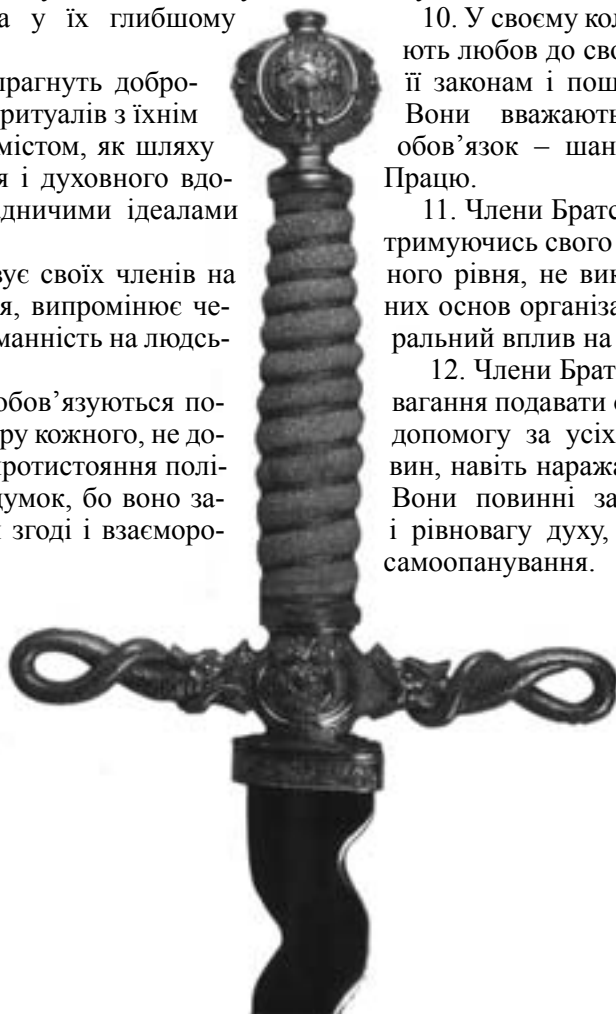 а у їх глибшому
прагнуть добро-
ритуалів з їхнім
містом, як шляху
я і духовного вдо-
адничими ідеалами
вує своїх членів на
я, випромінює че-
манність на людсь-
обов’язуються по-
ру кожного, не до-
протистояння полі-
думок, бо воно за-
згоді і взаєморо-
10. У своєму кол
ють любов до сво
її законам і пош
Вони вважають
обов’язок – шан
Працю.
11. Члени Братс
тримуючись свого
ного рівня, не вик
них основ організа
ральний вплив на
12. Члени Брат
вагання подавати
допомогу за усіх
вин, навіть наража
Вони повинні за
і рівновагу духу,
самоопанування.